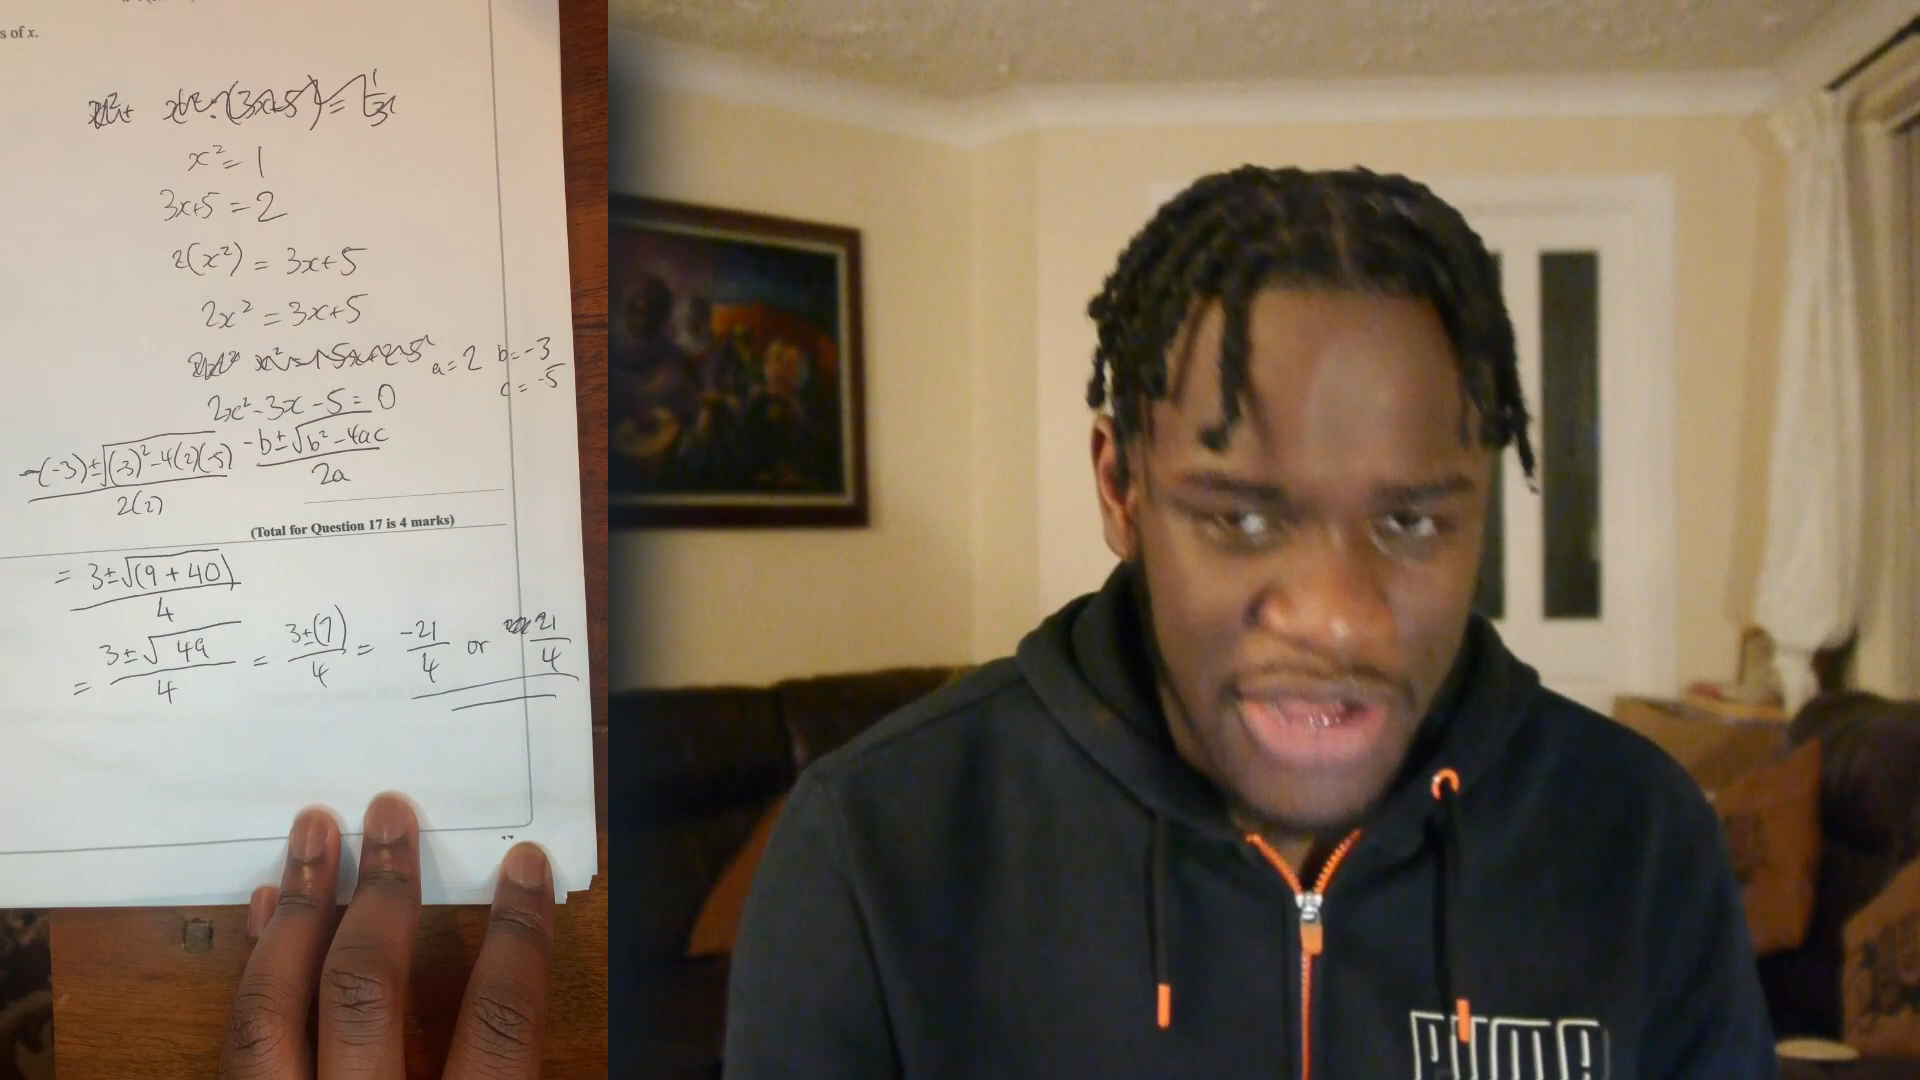 s of x.
x² = 1
3x+5 = 2
2(x²) = 3x+5
2x² = 3x+5
a = 2 b = -3
c = -5
2x² - 3x - 5 = 0
-(-3) ± √(-3)² - 4(2)(-5)
2(2)
-b ± √b² - 4ac
2a
(Total for Question 17 is 4 marks)
= 3 ± √(9 + 40)
4
= 3 ± √49
4
= 3 ± (7)
4
= -21
4
or 21
4
PUMA